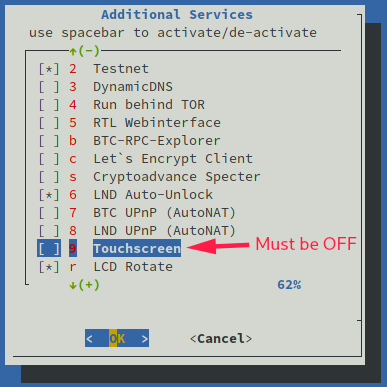 Additional Services
use spacebar to activate/de-activate
↑(-)
[*] 2 Testnet
[ ] 3 DynamicDNS
[ ] 4 Run behind TOR
[ ] 5 RTL Webinterface
[ ] b BTC-RPC-Explorer
[ ] c Let`s Encrypt Client
[ ] s Cryptoadvance Specter
[*] 6 LND Auto-Unlock
[ ] 7 BTC UPnP (AutoNAT)
[ ] 8 LND UPnP (AutoNAT)
[ ] 9 Touchscreen Must be OFF
[*] r LCD Rotate
↓(+) 62%
< OK > <Cancel>